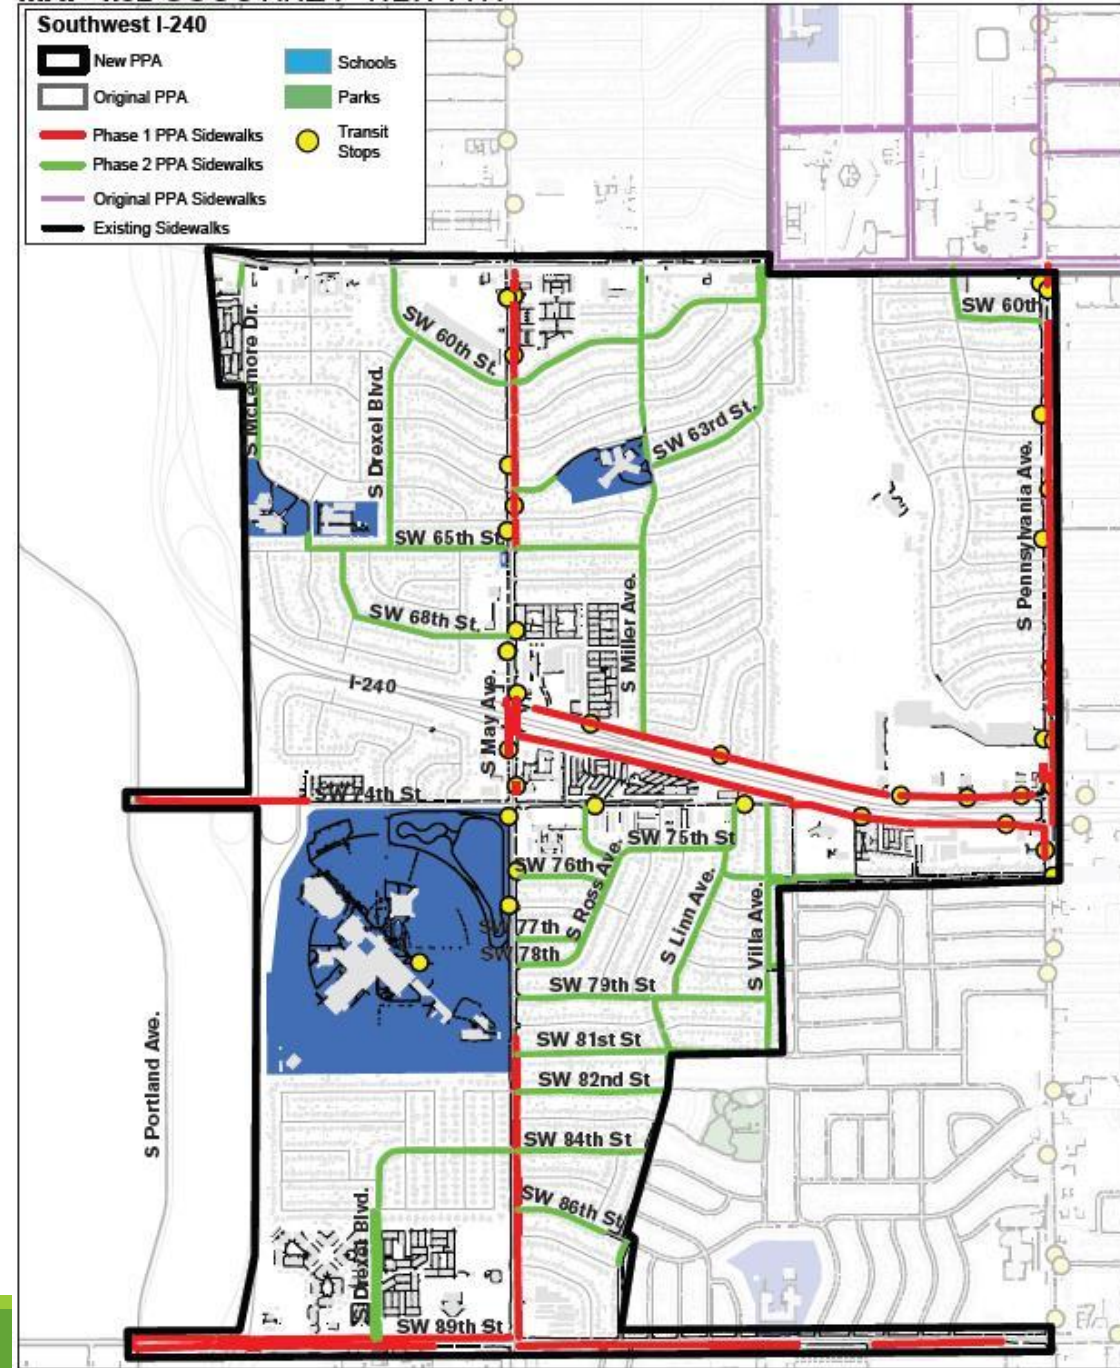 Southwest I-240
New PPA
Original PPA
Phase 1 PPA Sidewalks
Phase 2 PPA Sidewalks
Original PPA Sidewalks
Existing Sidewalks
Schools
Parks
Transit
Stops
SW 60th
SW 60th St.
S McLemore Dr.
S Drexel Blvd.
SW 63rd St.
SW 65th St.
S Pennsylvania Ave.
SW 68th St.
S Miller Ave.
I-240
S May Ave.
SW 74th St
SW 75th St
SW 76th
S Ross Ave.
S Linn Ave.
S Villa Ave.
SW 77th
SW 78th
SW 79th St
SW 81st St
S Portland Ave.
SW 82nd St
SW 84th St
SW 86th St
S Drexel Blvd.
SW 89th St